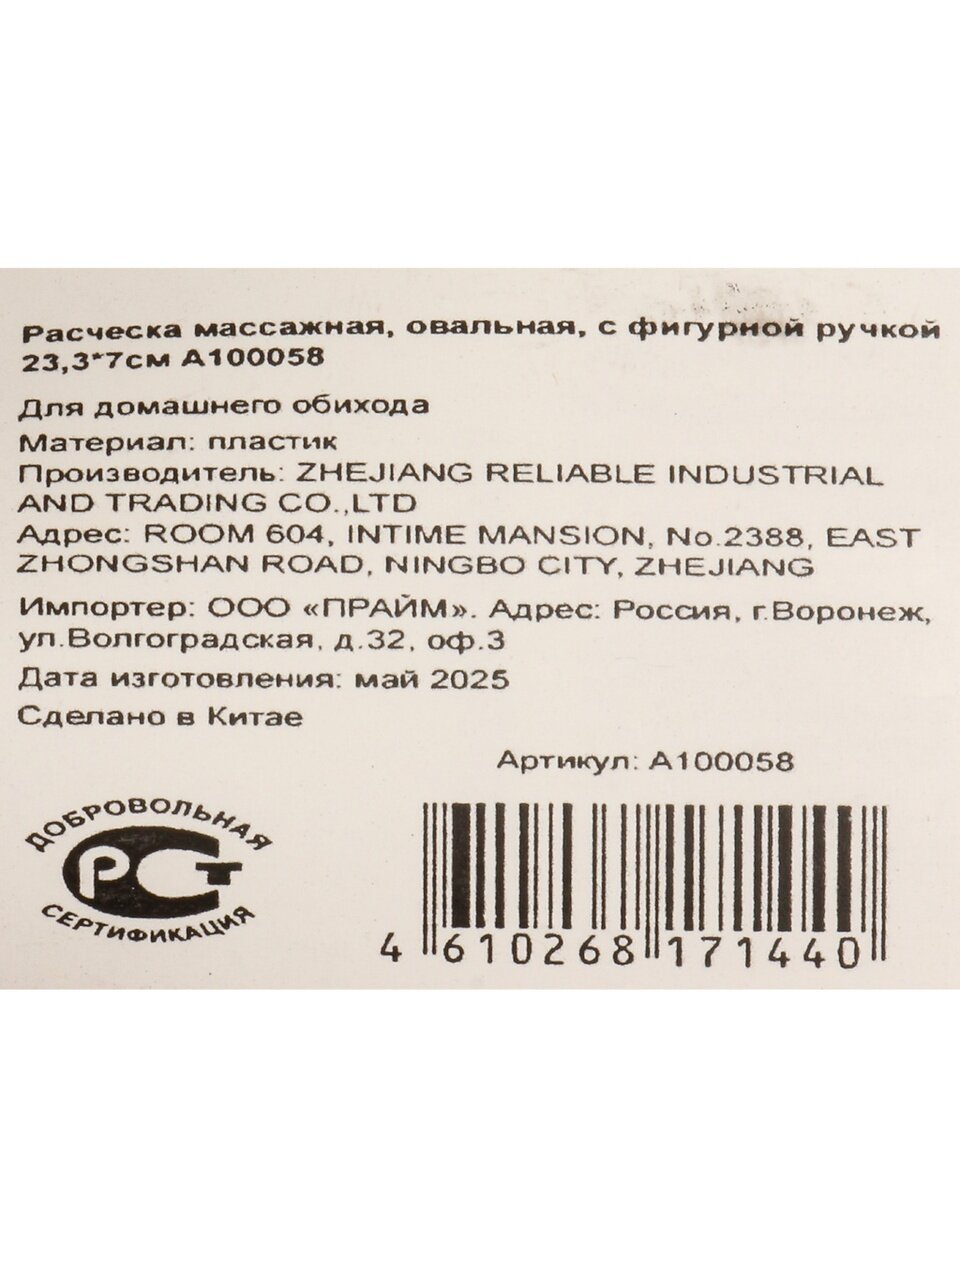 Расческа массажная, овальная, с фигурной ручкой
23,3*7см А100058
Для домашнего обихода
Материал: пластик
Производитель: ZHEJIANG RELIABLE INDUSTRIAL
AND TRADING CO.,LTD
Адрес: ROOM 604, INTIME MANSION, No.2388, EAST
ZHONGSHAN ROAD, NINGBO CITY, ZHEJIANG
Импортер: ООО «ПРАЙМ». Адрес: Россия, г.Воронеж,
ул.Волгоградская, д.32, оф.3
Дата изготовления: май 2025
Сделано в Китае
Артикул: А100058
ДОБРОВОЛЬНАЯ
РСТ
СЕРТИФИКАЦИЯ
4 610268 171440